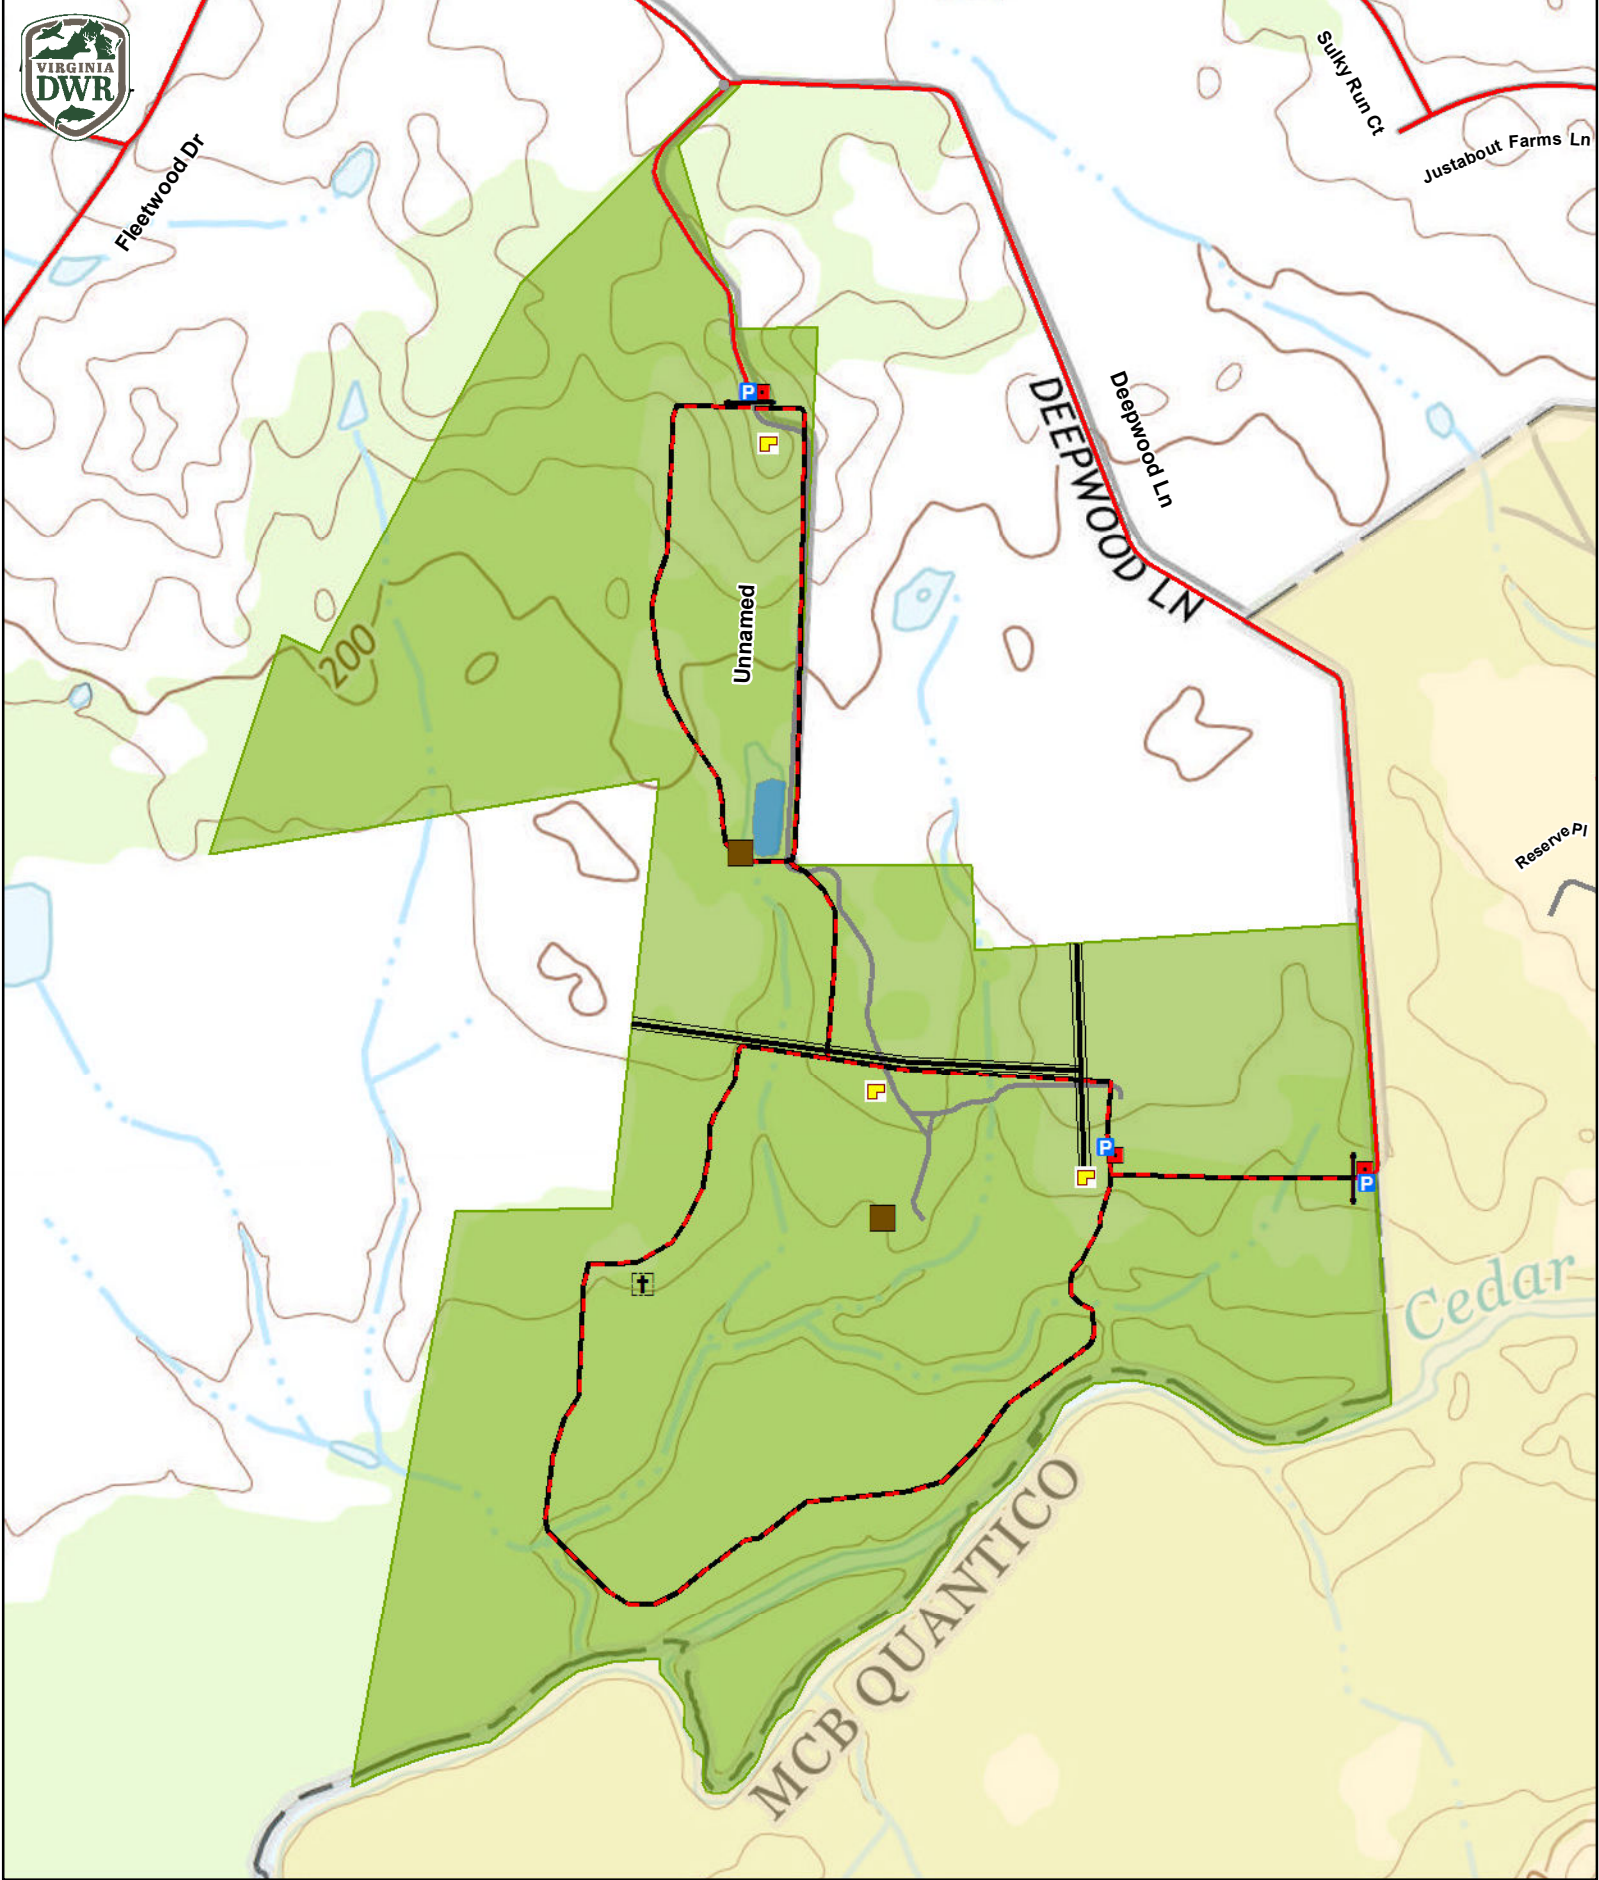 VIRGINIA
DWR
Fleetwood Dr
Sulky Run Ct
Justabout Farms Ln
P
DEEPWOOD LN
Deepwood Ln
Unnamed
200
Reserve Pl
P
P
Cedar
MCB QUANTICO